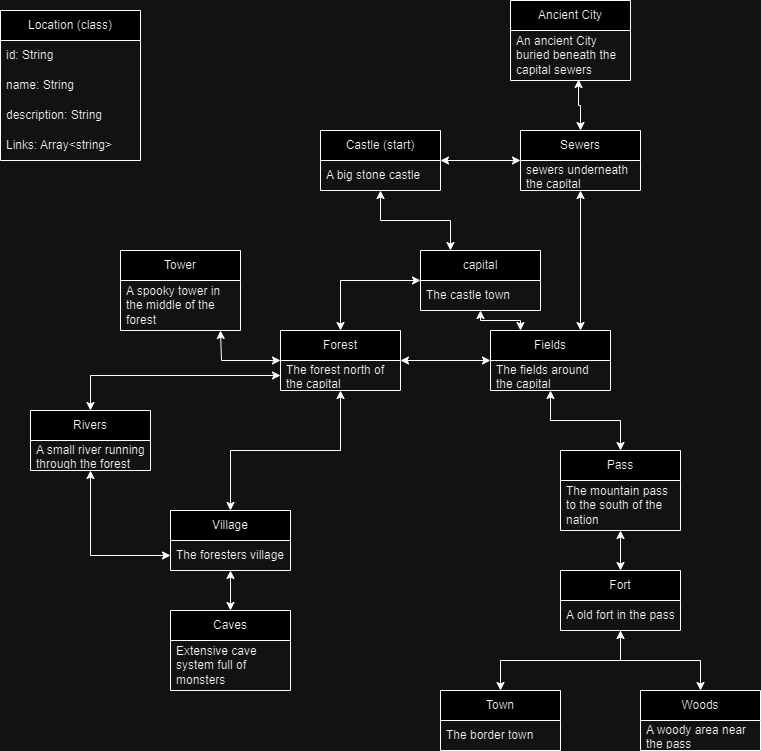 Location (class)
id: String
name: String
description: String
Links: Array<string>
Ancient City
An ancient City
buried beneath the
capital sewers
Castle (start)
A big stone castle
Sewers
sewers underneath
the capital
Tower
A spooky tower in
the middle of the
forest
capital
The castle town
Forest
The forest north of
the capital
Fields
The fields around
the capital
Rivers
A small river running
through the forest
Pass
The mountain pass
to the south of the
nation
Village
The foresters village
Fort
A old fort in the pass
Caves
Extensive cave
system full of
monsters
Town
The border town
Woods
A woody area near
the pass